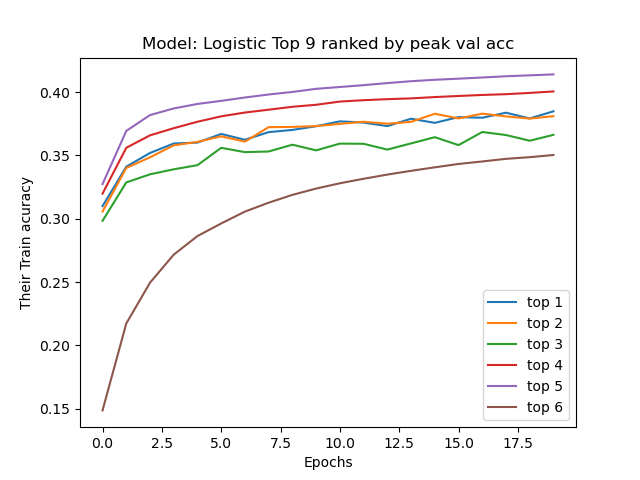 Model: Logistic Top 9 ranked by peak val acc
Their Train acuracy
0.40
0.35
0.30
0.25
0.20
0.15
0.0
2.5
5.0
7.5
10.0
12.5
15.0
17.5
Epochs
top 1
top 2
top 3
top 4
top 5
top 6